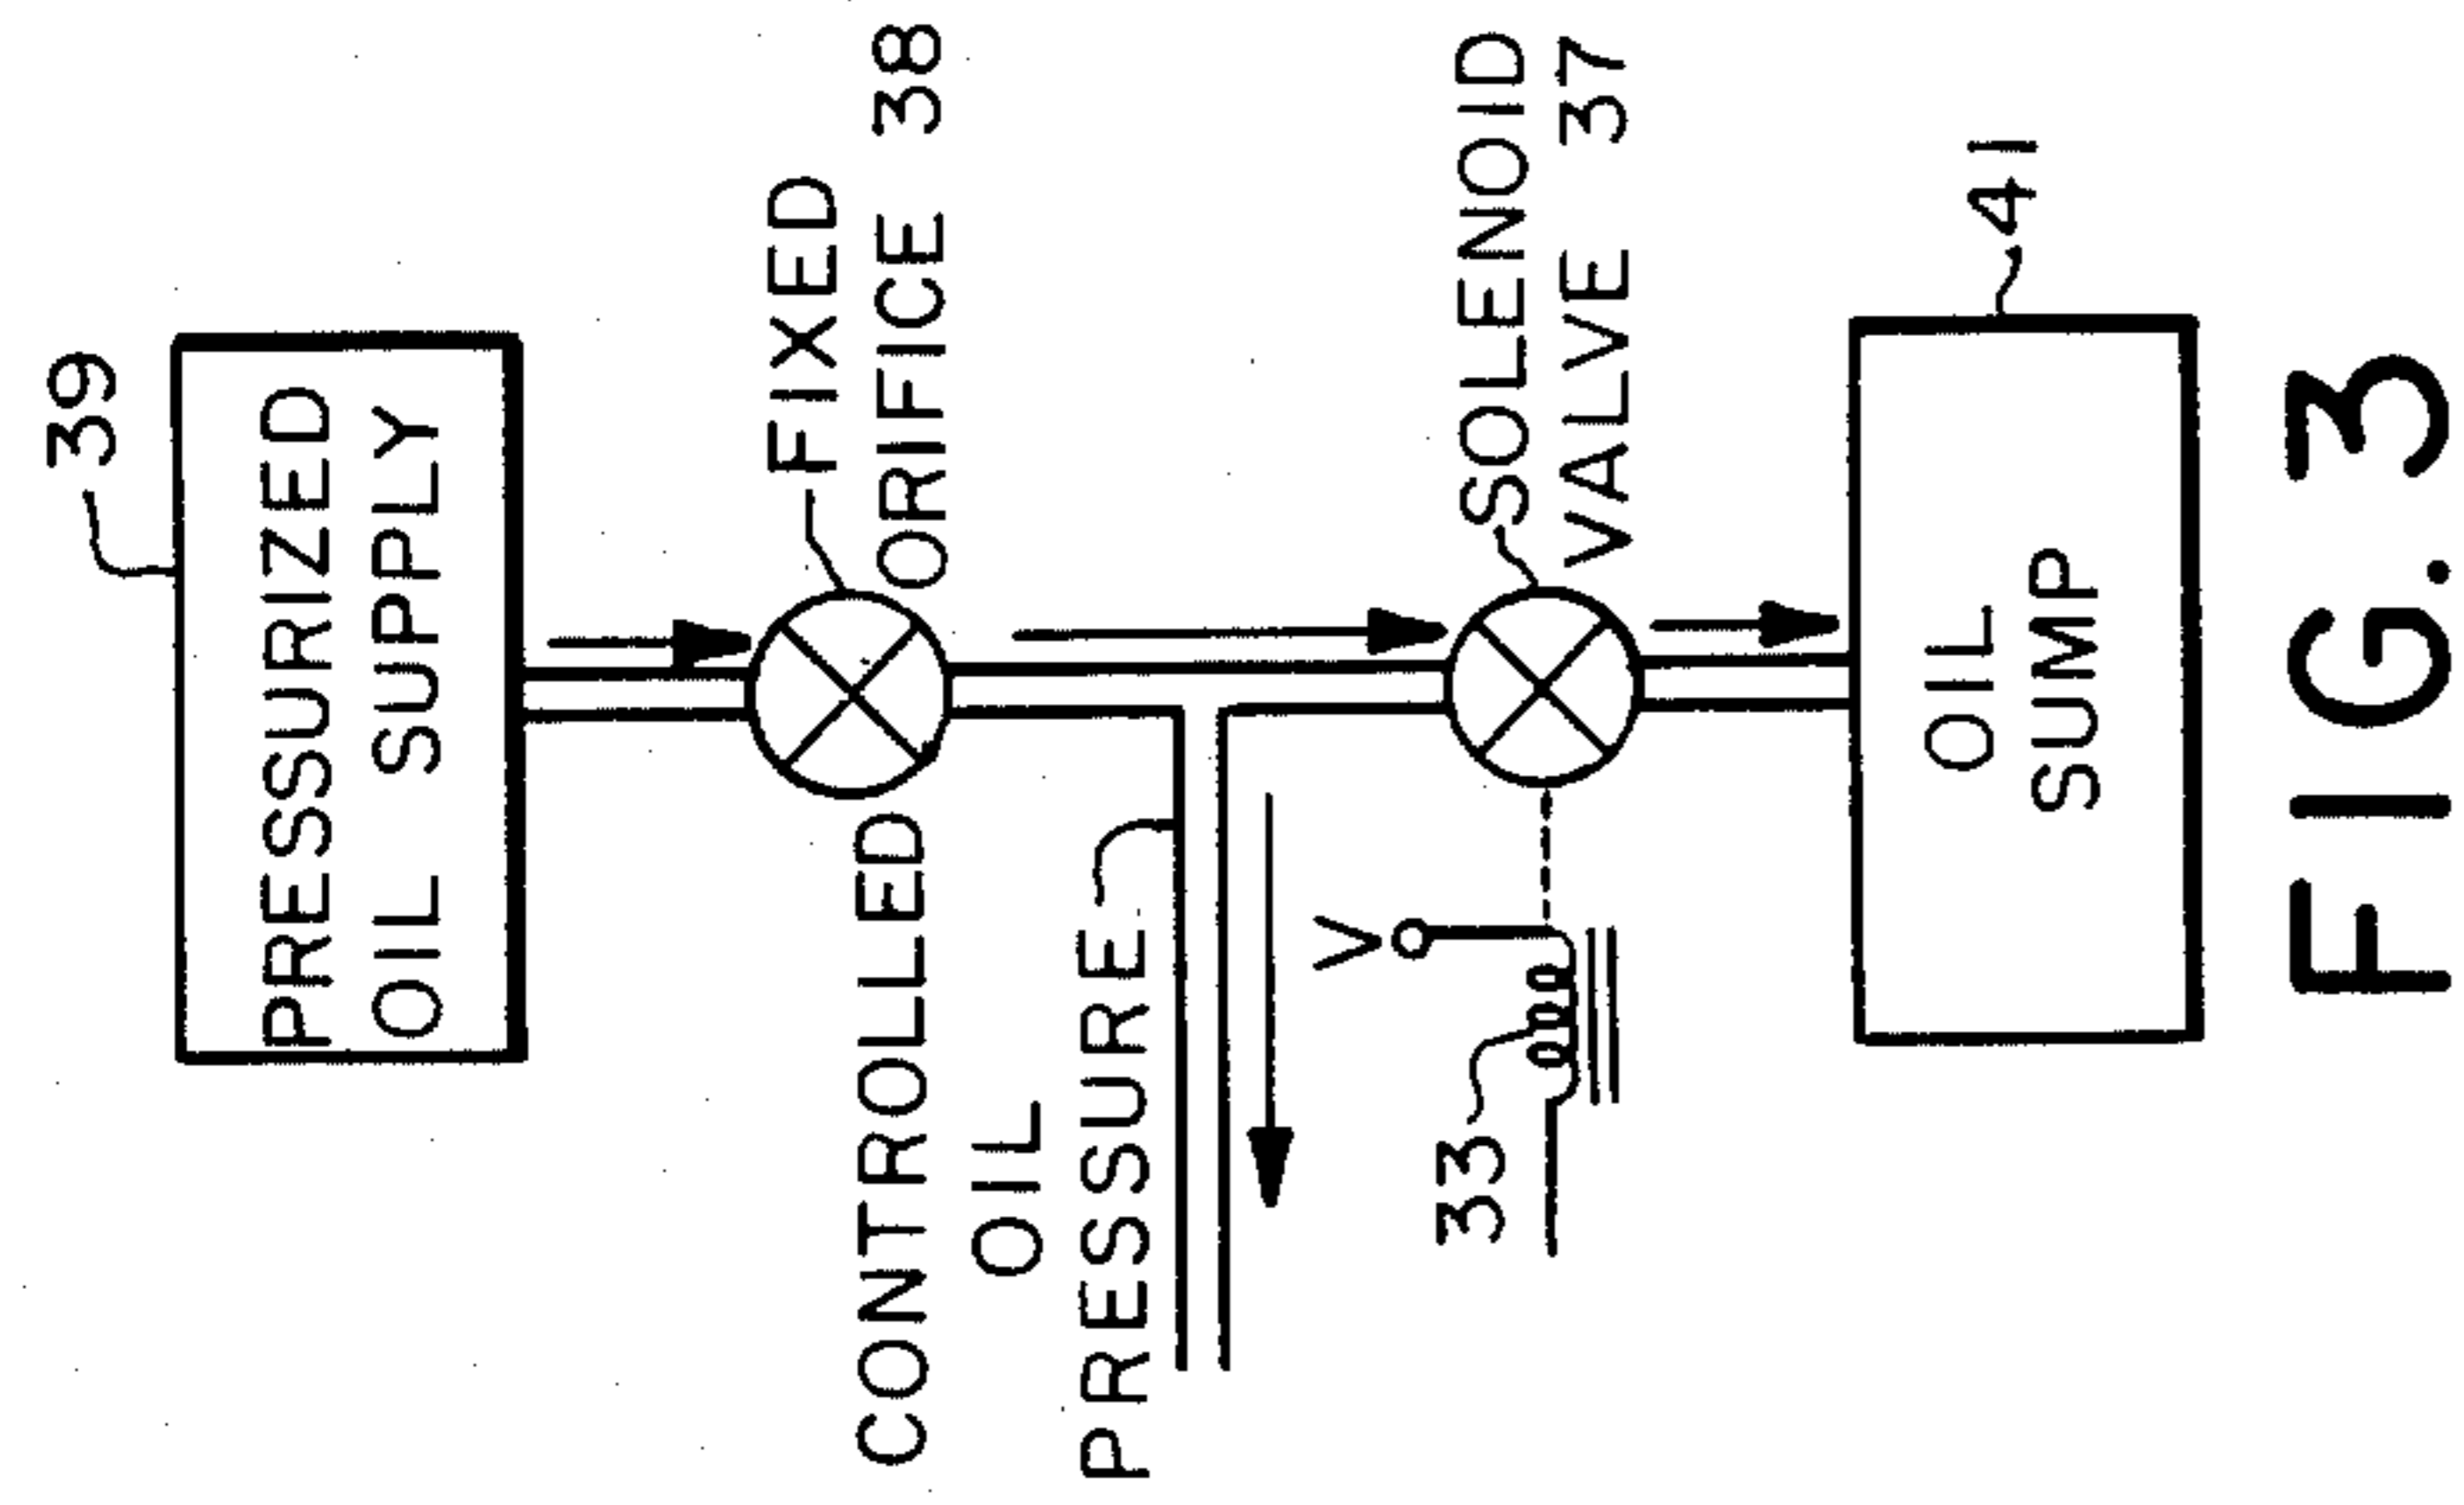 39
PRESSURIZED
OIL SUPPLY
FIXED
ORIFICE 38
CONTROLLED
OIL
PRESSURE
V
33
SOLENOID
VALVE 37
41
OIL
SUMP
FIG. 3